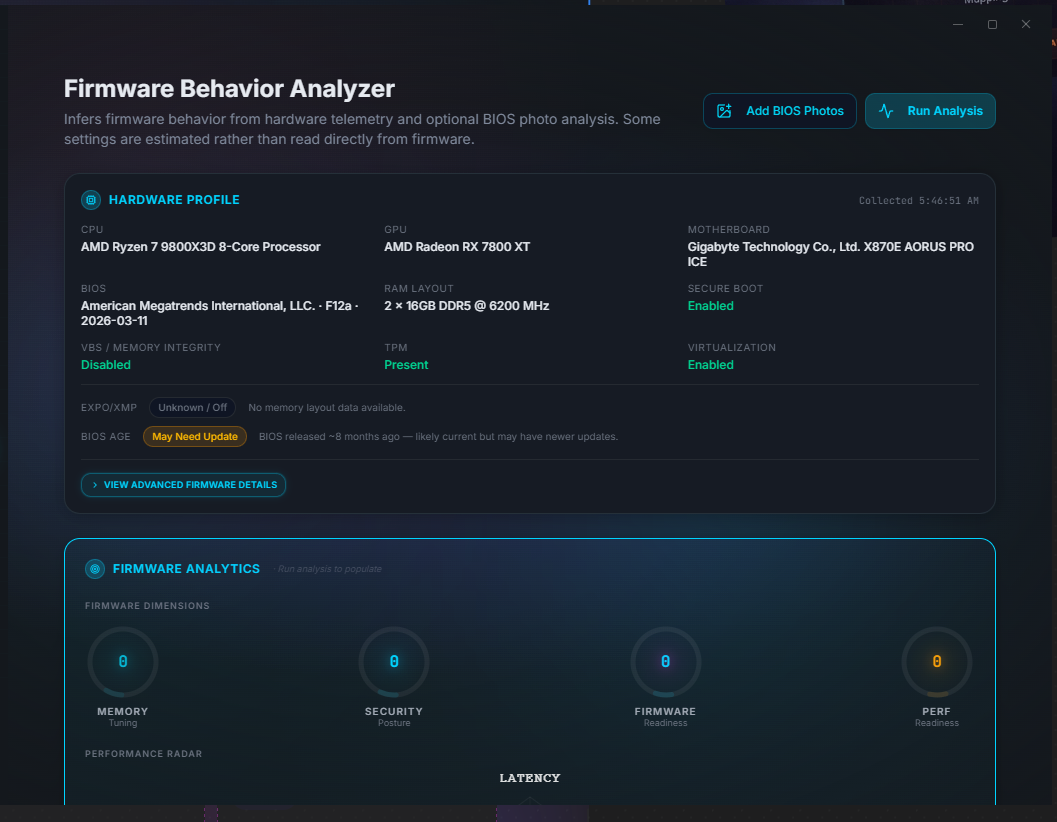 Firmware Behavior Analyzer
Infers firmware behavior from hardware telemetry and optional BIOS photo analysis. Some
settings are estimated rather than read directly from firmware.
Add BIOS Photos
Run Analysis
HARDWARE PROFILE
Collected 5:46:51 AM
CPU
AMD Ryzen 7 9800X3D 8-Core Processor
GPU
AMD Radeon RX 7800 XT
MOTHERBOARD
Gigabyte Technology Co., Ltd. X870E AORUS PRO
ICE
BIOS
American Megatrends International, LLC. · F12a ·
2026-03-11
RAM LAYOUT
2 × 16GB DDR5 @ 6200 MHz
SECURE BOOT
Enabled
VBS / MEMORY INTEGRITY
Disabled
TPM
Present
VIRTUALIZATION
Enabled
EXPO/XMP
Unknown / Off
No memory layout data available.
BIOS AGE
May Need Update
BIOS released ~8 months ago — likely current but may have newer updates.
VIEW ADVANCED FIRMWARE DETAILS
FIRMWARE ANALYTICS
· Run analysis to populate
FIRMWARE DIMENSIONS
0
MEMORY
Tuning
0
SECURITY
Posture
0
FIRMWARE
Readiness
0
PERF
Readiness
PERFORMANCE RADAR
LATENCY